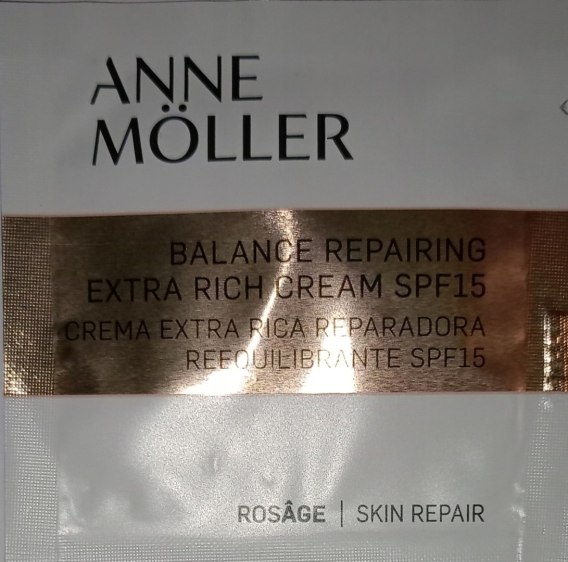 ANNE
MÖLLER
BALANCE REPAIRING
EXTRA RICH CREAM SPF15
CREMA EXTRA RICA REPARADORA
REEQUILIBRANTE SPF15
ROSÂGE | SKIN REPAIR